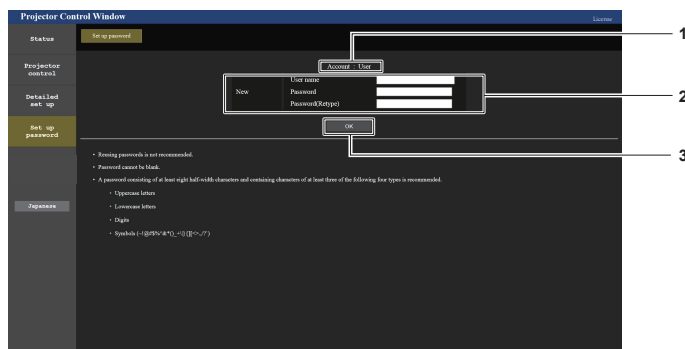 Projector Control Window
License
Status
Set up password
1
Account : User
Projector
control
User name
New
Password
2
Password(Retype)
Detailed
set up
OK
Set up
password
3
• Reusing passwords is not recommended.
• Password cannot be blank.
• A password consisting of at least eight half-width characters and containing characters of at least three of the following four types is recommended.
• Uppercase letters
Japanese
• Lowercase letters
• Digits
• Symbols